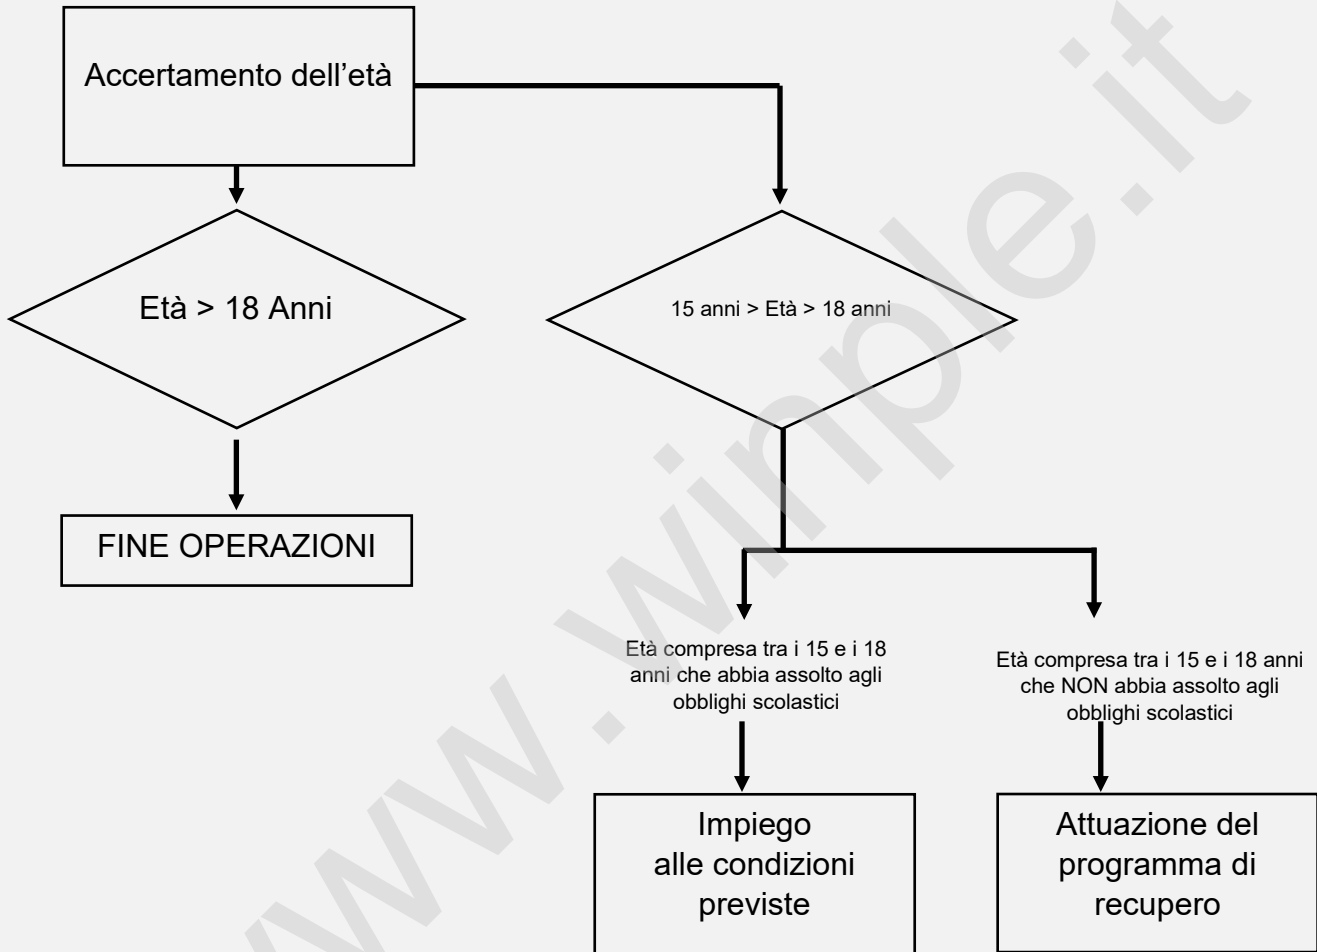 Accertamento dell’età
Età > 18 Anni
15 anni > Età > 18 anni
FINE OPERAZIONI
Età compresa tra i 15 e i 18
anni che abbia assolto agli
obblighi scolastici
Età compresa tra i 15 e i 18 anni
che NON abbia assolto agli
obblighi scolastici
Impiego
alle condizioni
previste
Attuazione del
programma di
recupero
www.winple.it